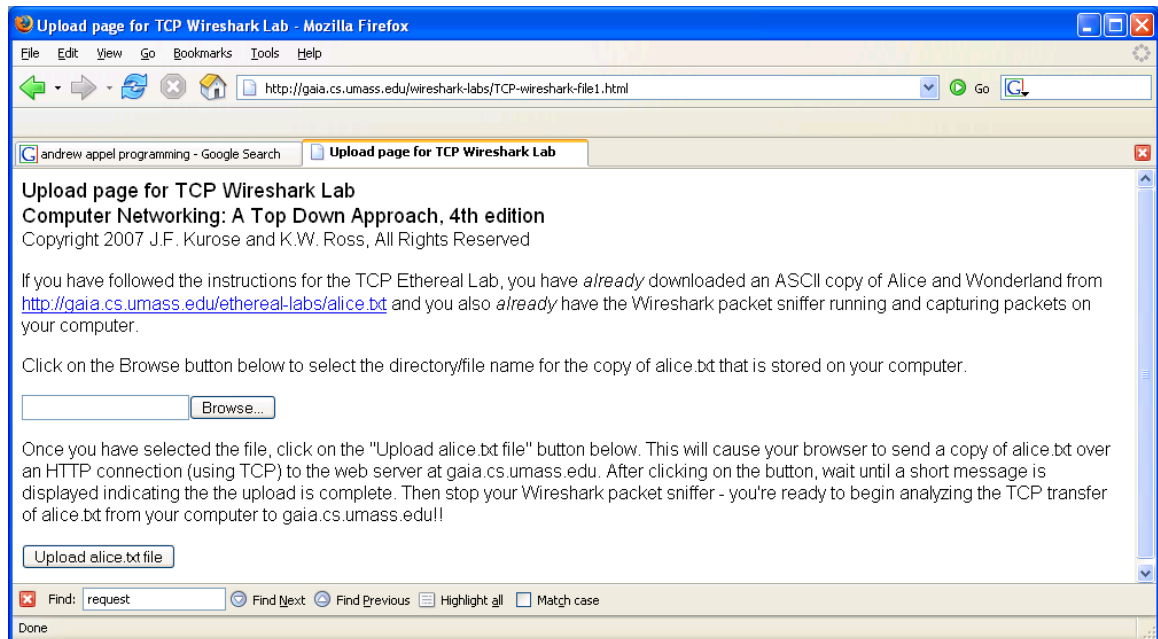 Upload page for TCP Wireshark Lab - Mozilla Firefox
File Edit View Go Bookmarks Tools Help
http://gaia.cs.umass.edu/wireshark-labs/TCP-wireshark-file1.html Go G
G andrew appel programming - Google Search Upload page for TCP Wireshark Lab
Upload page for TCP Wireshark Lab
Computer Networking: A Top Down Approach, 4th edition
Copyright 2007 J.F. Kurose and K.W. Ross, All Rights Reserved
If you have followed the instructions for the TCP Ethereal Lab, you have already downloaded an ASCII copy of Alice and Wonderland from
http://gaia.cs.umass.edu/ethereal-labs/alice.txt and you also already have the Wireshark packet sniffer running and capturing packets on
your computer.
Click on the Browse button below to select the directory/file name for the copy of alice.txt that is stored on your computer.
Browse...
Once you have selected the file, click on the "Upload alice.txt file" button below. This will cause your browser to send a copy of alice.txt over
an HTTP connection (using TCP) to the web server at gaia.cs.umass.edu. After clicking on the button, wait until a short message is
displayed indicating the the upload is complete. Then stop your Wireshark packet sniffer - you're ready to begin analyzing the TCP transfer
of alice.txt from your computer to gaia.cs.umass.edu!!
Upload alice.txt file
Find: request Find Next Find Previous Highlight all Match case
Done